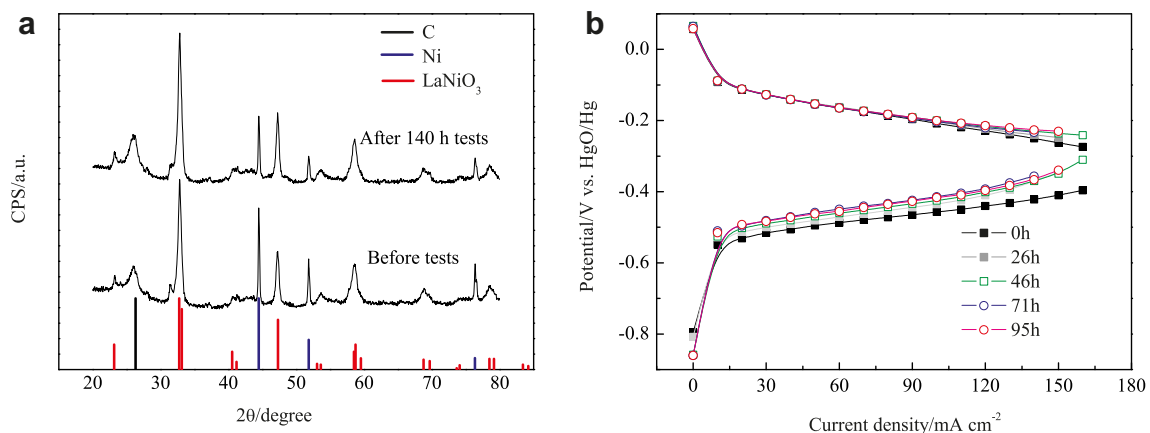 a
C
Ni
LaNiO₃
After 140 h tests
Before tests
CPS/a.u.
20 30 40 50 60 70 80
2θ/degree
b
0.0
-0.2
-0.4
-0.6
-0.8
Potential/V vs. HgO/Hg
0h
26h
46h
71h
95h
0 30 60 90 120 150 180
Current density/mA cm⁻²